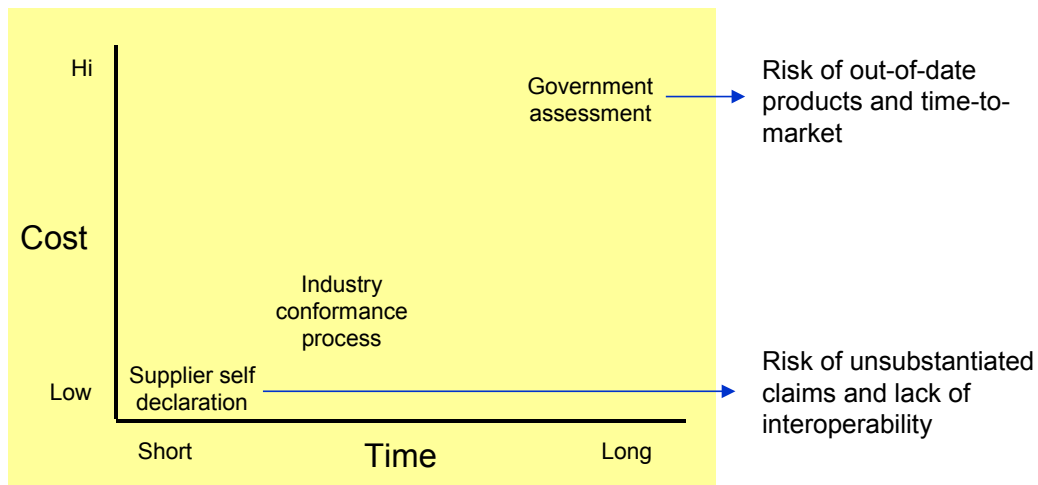 Hi
Government
assessment
Risk of out-of-date
products and time-to-
market
Cost
Industry
conformance
process
Low
Supplier self
declaration
Risk of unsubstantiated
claims and lack of
interoperability
Short
Time
Long